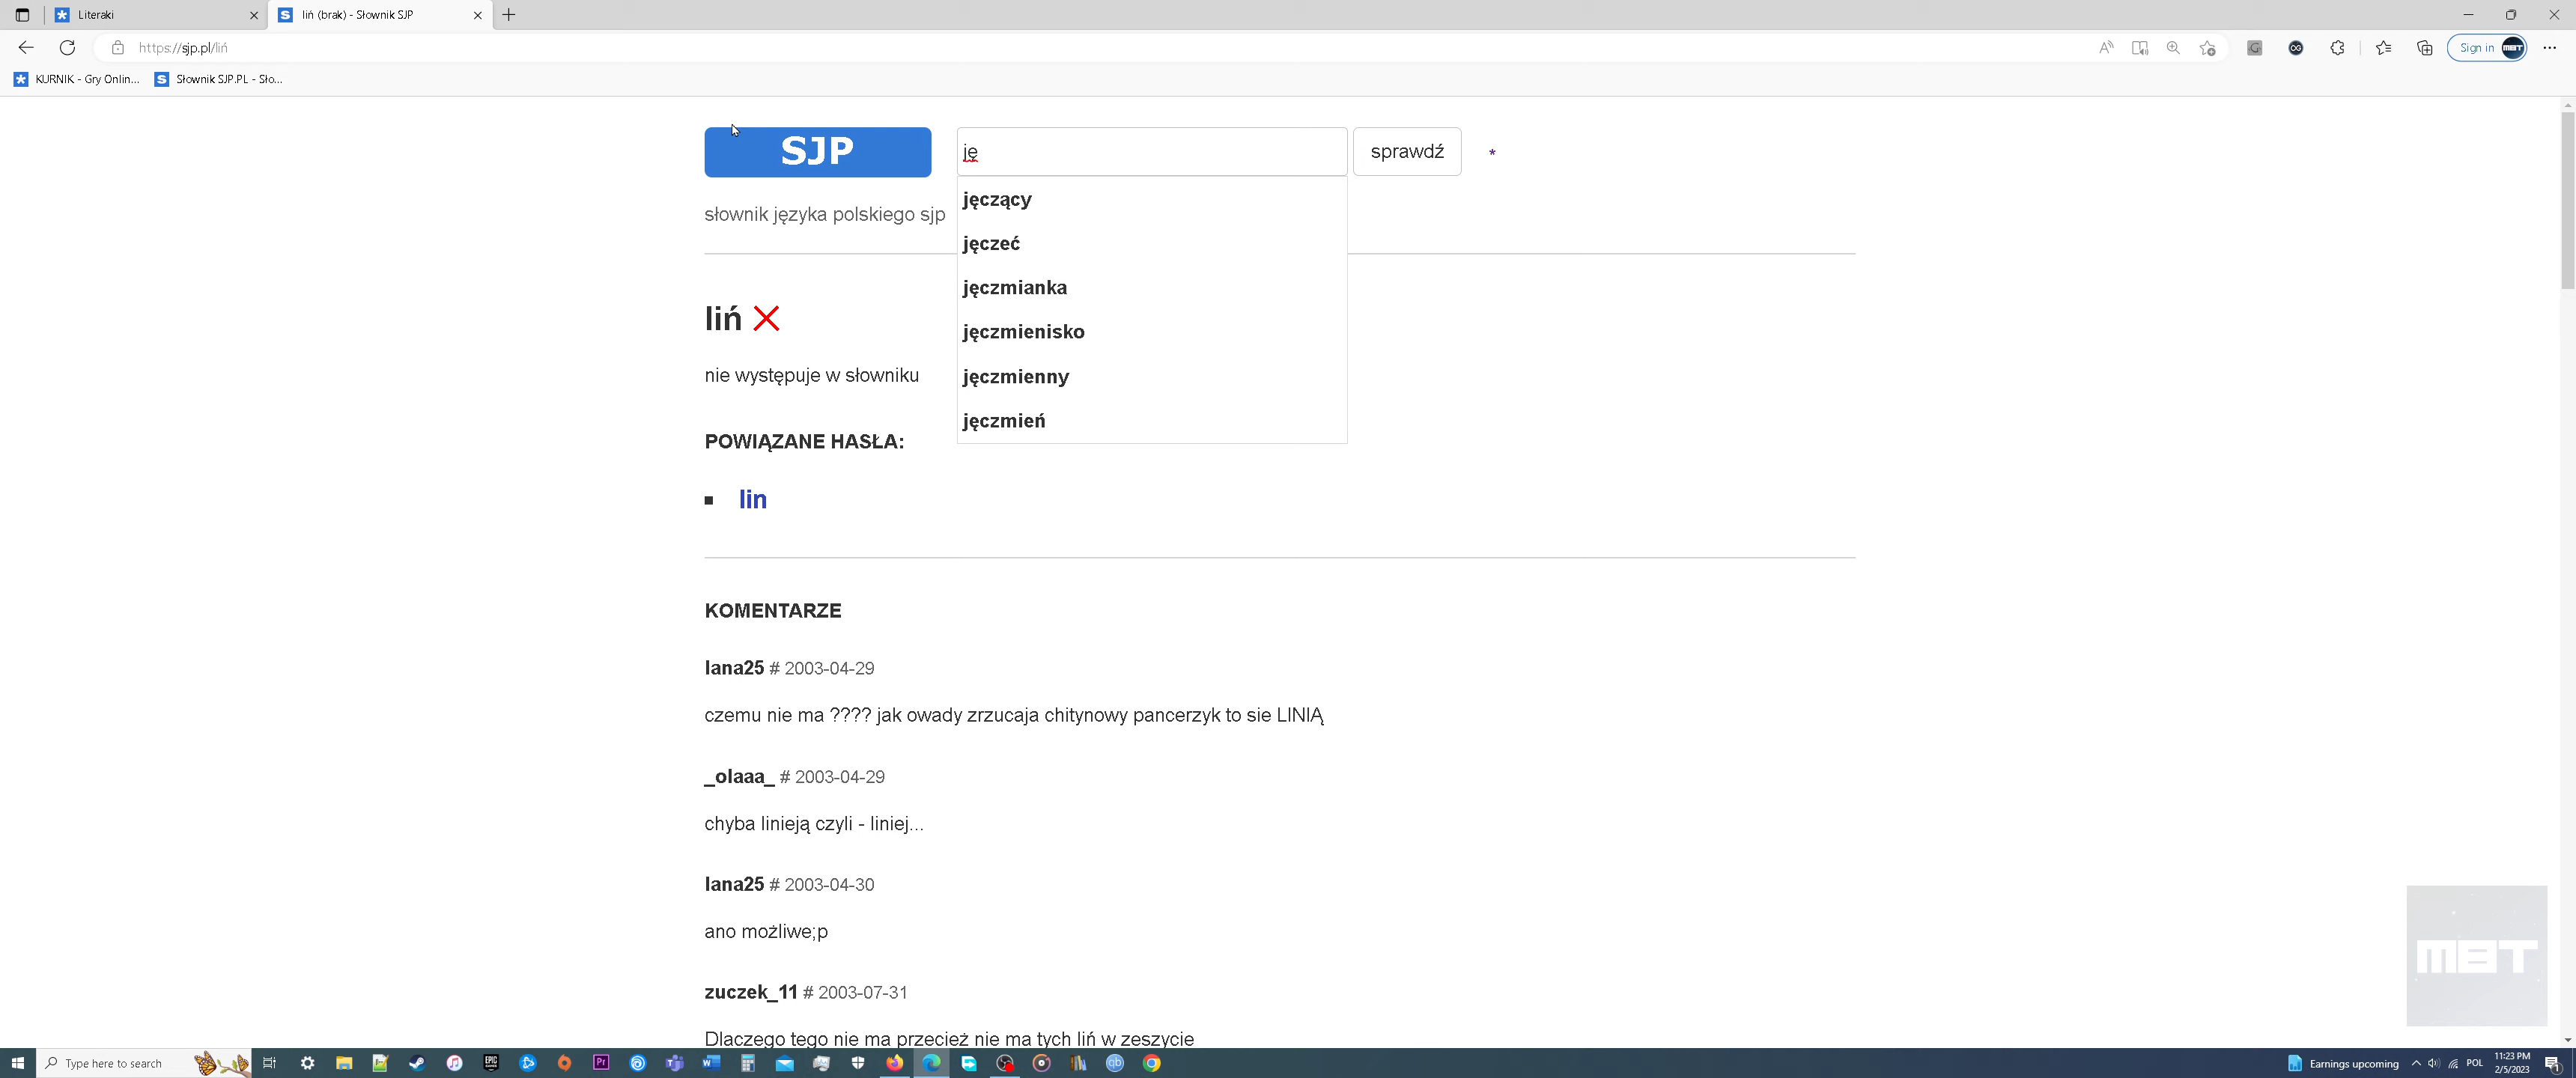 Literaki
liń (brak) - Słownik SJP
https://sjp.pl/liń
Sign in
KURNIK - Gry Onlin...
Słownik SJP.PL - Sło...
SJP
ję
sprawdź
*
słownik języka polskiego sjp
jęczący
jęczeć
jęczmianka
jęczmienisko
jęczmienny
jęczmień
liń
nie występuje w słowniku
POWIĄZANE HASŁA:
lin
KOMENTARZE
lana25 # 2003-04-29
czemu nie ma ???? jak owady zrzucaja chitynowy pancerzyk to sie LINIĄ
_olaaa_ # 2003-04-29
chyba linieją czyli - liniej...
lana25 # 2003-04-30
ano możliwe;p
zuczek_11 # 2003-07-31
Dlaczego tego nie ma przecież nie ma tych liń w zeszycie
MBT
Type here to search
Earnings upcoming
POL
11:23 PM
2/5/2023